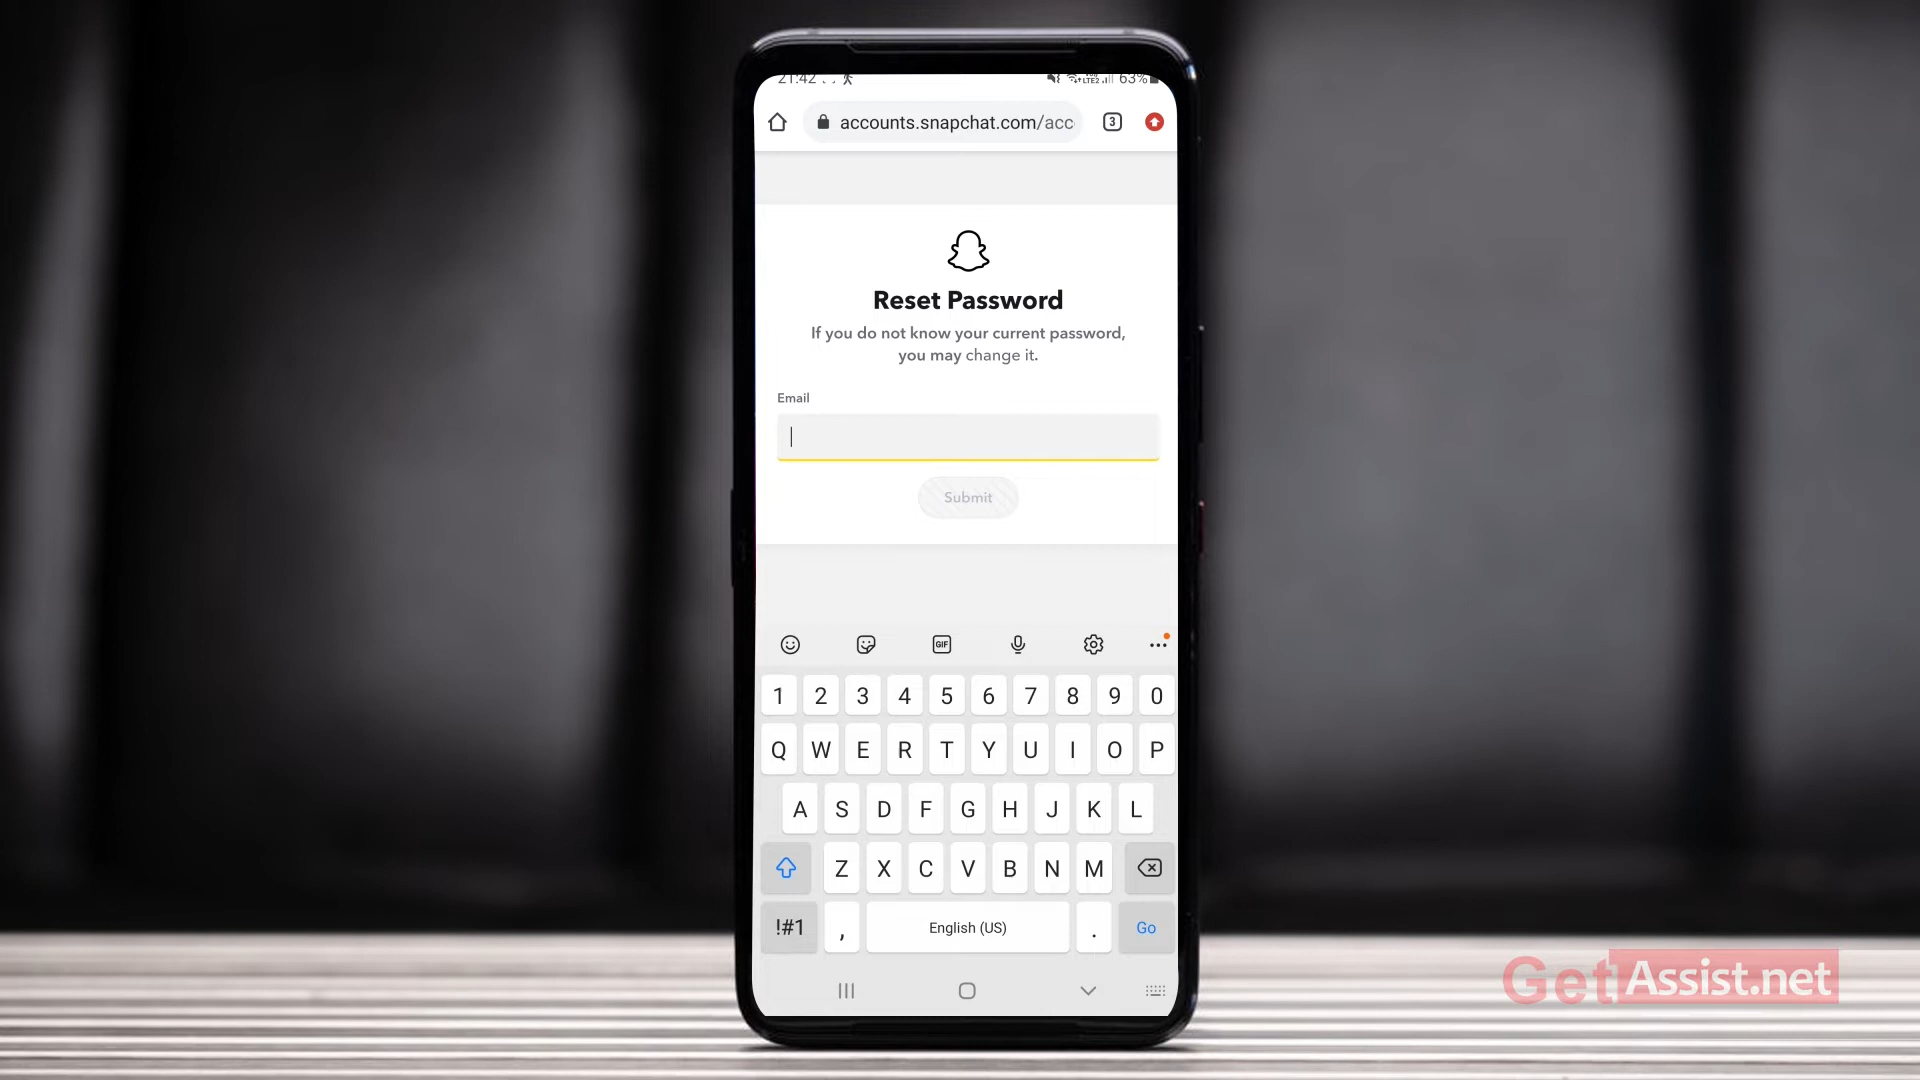 21:42
63%
accounts.snapchat.com/acc
3
Reset Password
If you do not know your current password,
you may change it.
Email
Submit
GIF
1 2 3 4 5 6 7 8 9 0
Q W E R T Y U I O P
A S D F G H J K L
Z X C V B N M
!#1 , English (US) . Go
GetAssist.net